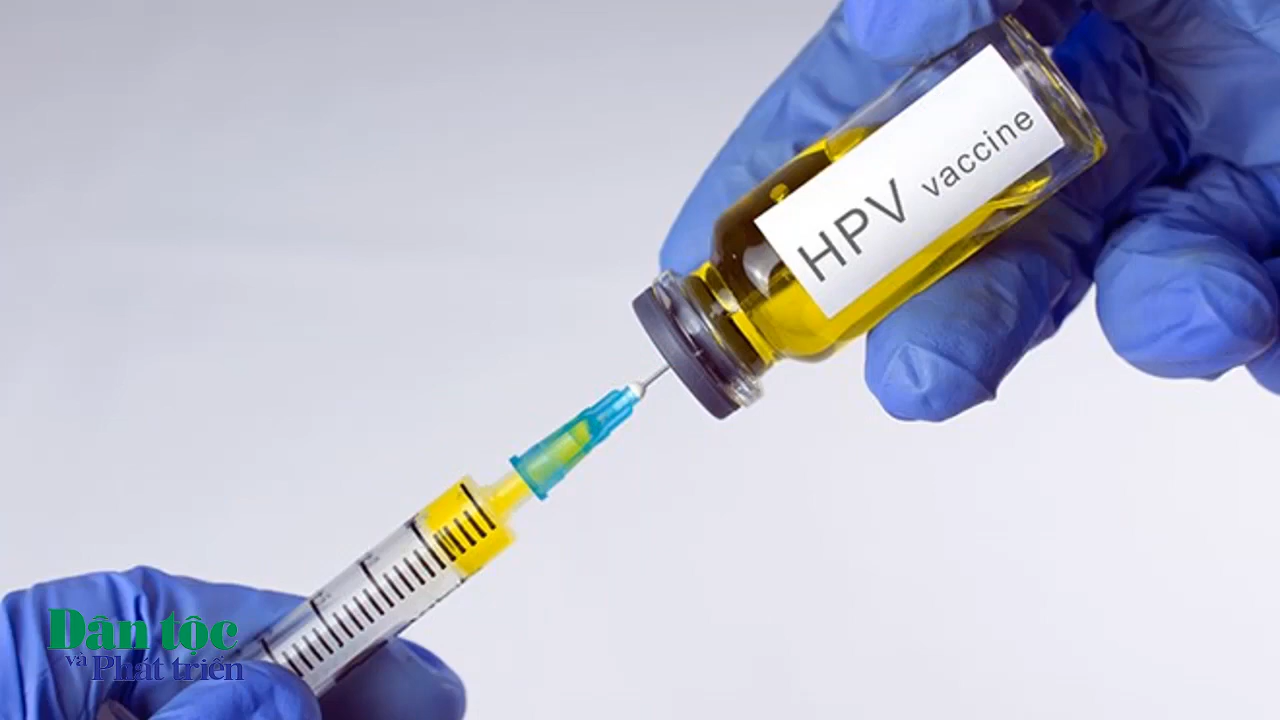 HPV vaccine
Dân tộc
và Phát triển